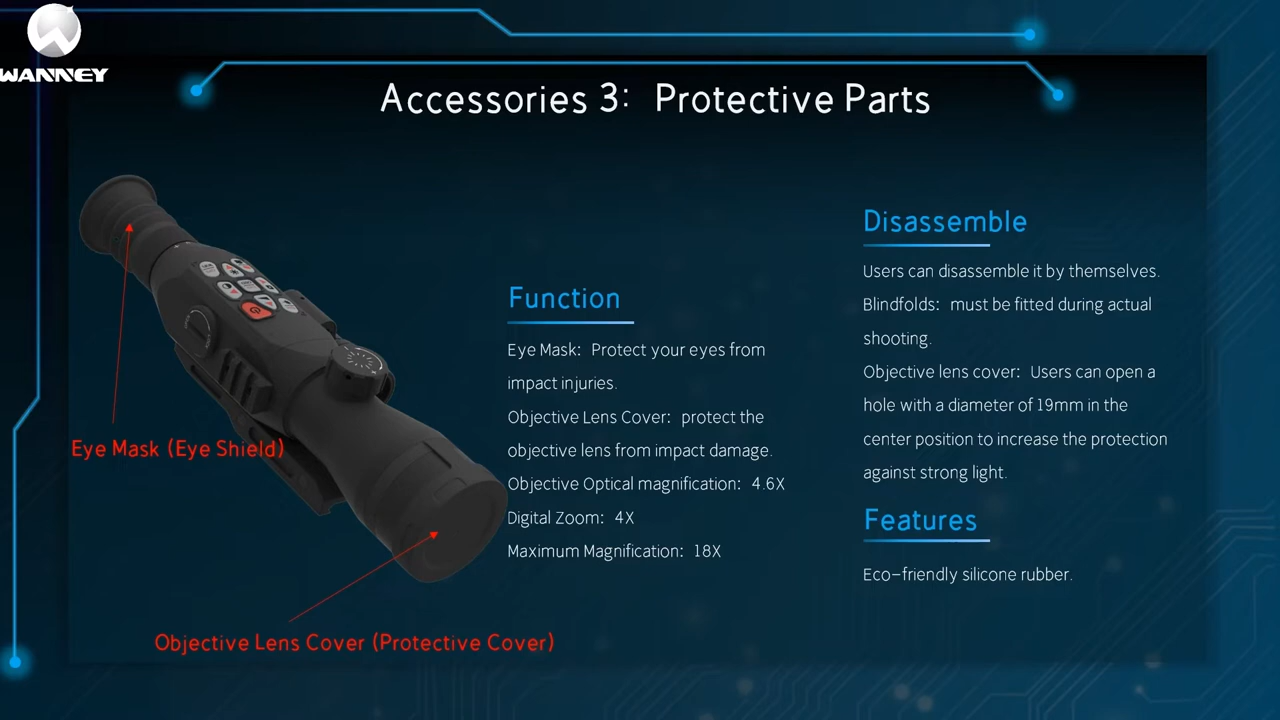 WANNEY
Accessories 3: Protective Parts
Eye Mask (Eye Shield)
Objective Lens Cover (Protective Cover)
Function
Eye Mask: Protect your eyes from
impact injuries.
Objective Lens Cover: protect the
objective lens from impact damage.
Objective Optical magnification: 4.6X
Digital Zoom: 4X
Maximum Magnification: 18X
Disassemble
Users can disassemble it by themselves.
Blindfolds: must be fitted during actual
shooting.
Objective lens cover: Users can open a
hole with a diameter of 19mm in the
center position to increase the protection
against strong light.
Features
Eco-friendly silicone rubber.